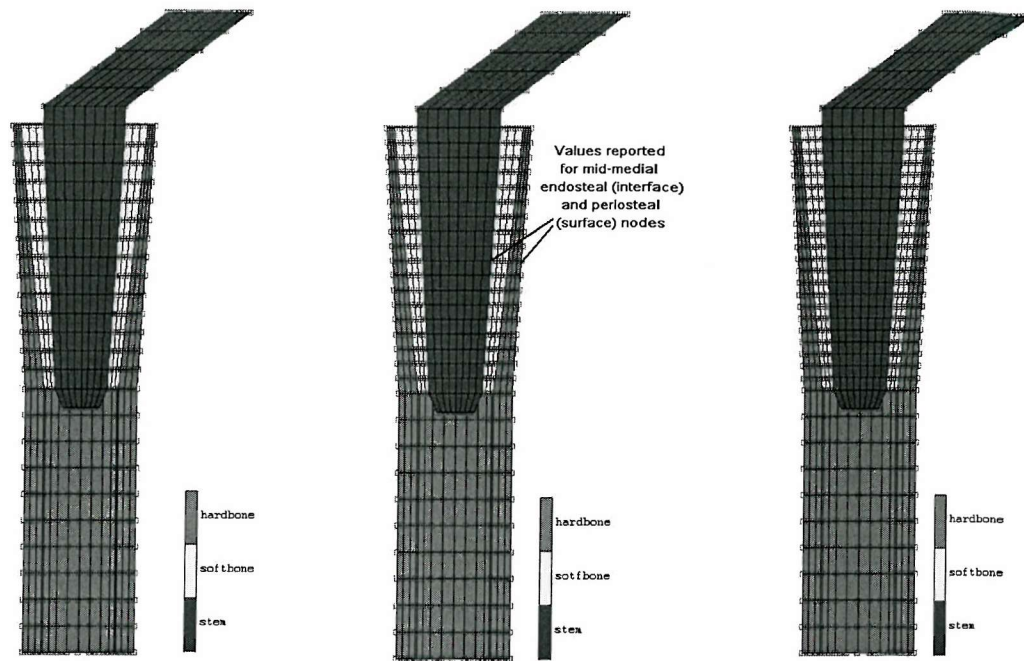 Values reported
for mid-medial
endosteal (interface)
and periosteal
(surface) nodes
hardbone
softbone
stem
hardbone
sotfbone
stem
hardbone
softbone
stem